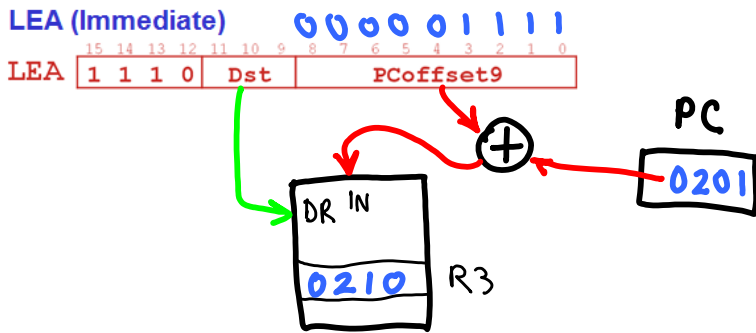 LEA (Immediate) 0 0 0 0 0 1 1 1 1
15 14 13 12 11 10 9 8 7 6 5 4 3 2 1 0
LEA 1 1 1 0 Dst PCoffset9
PC
+
0201
DR IN
0210 R3